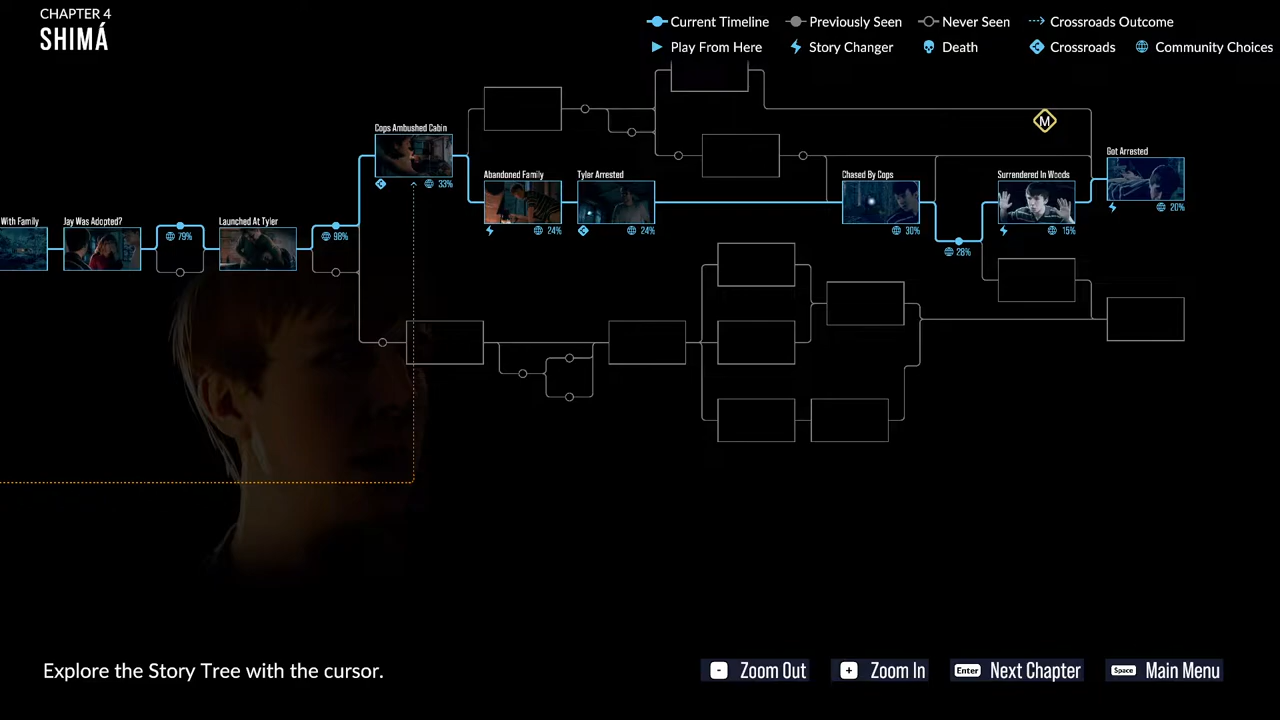 CHAPTER 4
SHIMÁ
Current Timeline
Previously Seen
Never Seen
Crossroads Outcome
Play From Here
Story Changer
Death
Crossroads
Community Choices
M
Cops Ambushed Cabin
33%
Got Arrested
20%
Abandoned Family
24%
Tyler Arrested
24%
Chased By Cops
30%
Surrendered In Woods
15%
With Family
Jay Was Adopted?
79%
Launched At Tyler
98%
28%
Explore the Story Tree with the cursor.
- Zoom Out
+ Zoom In
Enter Next Chapter
Space Main Menu